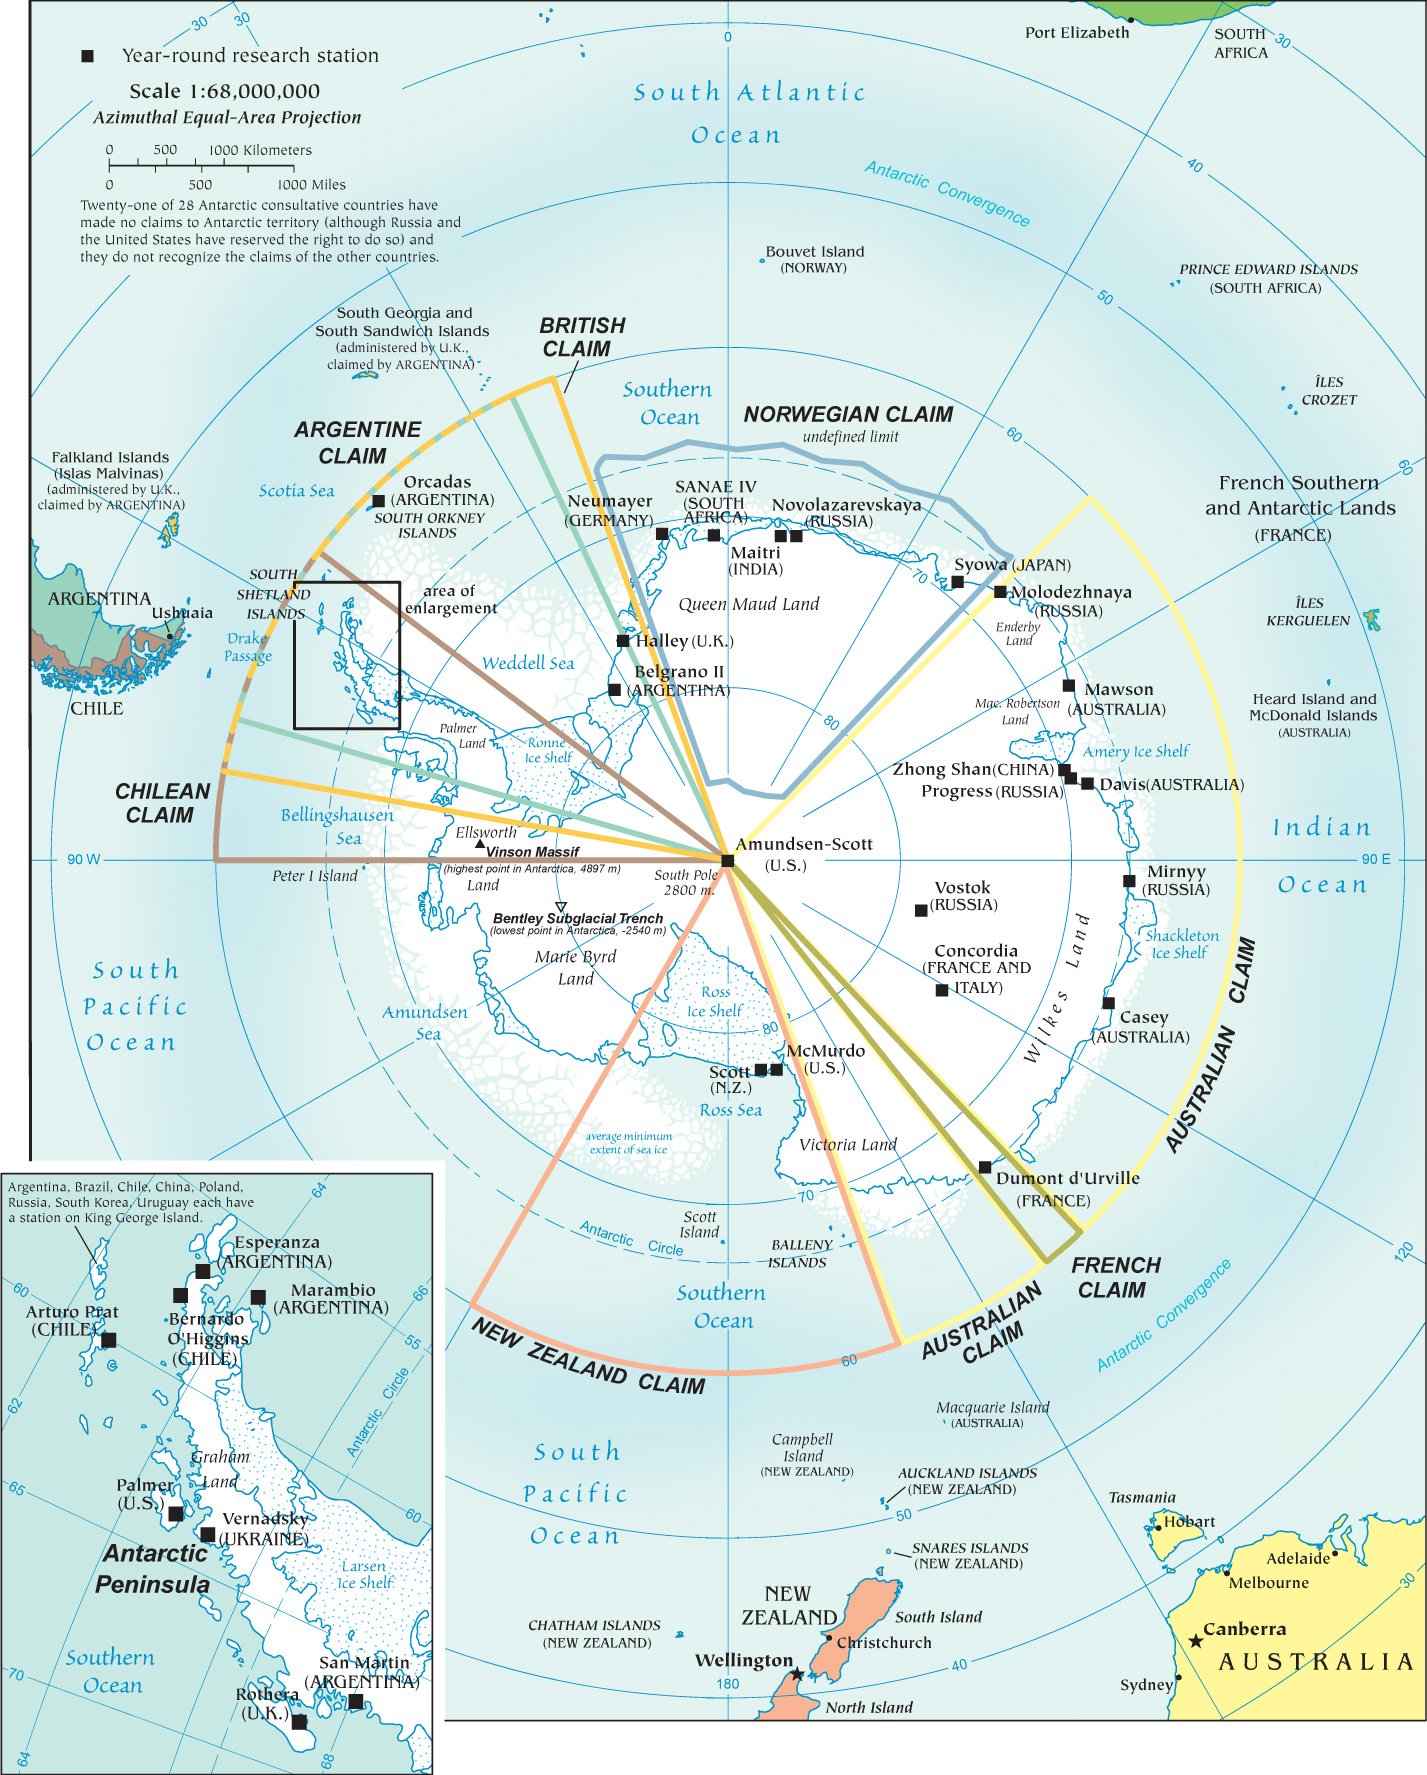 30
30
0
Port Elizabeth
SOUTH
AFRICA
30
Year-round research station
Scale 1:68,000,000
Azimuthal Equal-Area Projection
0 500 1000 Kilometers
0 500 1000 Miles
Twenty-one of 28 Antarctic consultative countries have
made no claims to Antarctic territory (although Russia and
the United States have reserved the right to do so) and
they do not recognize the claims of the other countries.
South Atlantic
Ocean
Antarctic Convergence
40
Bouvet Island
(NORWAY)
PRINCE EDWARD ISLANDS
(SOUTH AFRICA)
50
South Georgia and
South Sandwich Islands
(administered by U.K.,
claimed by ARGENTINA)
BRITISH
CLAIM
Southern
Ocean
NORWEGIAN CLAIM
undefined limit
60
ÎLES
CROZET
ARGENTINE
CLAIM
Falkland Islands
(Islas Malvinas)
(administered by U.K.,
claimed by ARGENTINA)
Scotia Sea
Orcadas
(ARGENTINA)
SOUTH ORKNEY
ISLANDS
Neumayer
(GERMANY)
SANAE IV
(SOUTH
AFRICA)
Novolazarevskaya
(RUSSIA)
Maitri
(INDIA)
60
French Southern
and Antarctic Lands
(FRANCE)
SOUTH
SHETLAND
ISLANDS
area of
enlargement
70
Syowa (JAPAN)
Molodezhnaya
(RUSSIA)
Enderby
Land
ÎLES
KERGUELEN
ARGENTINA
Ushuaia
CHILE
Drake
Passage
Weddell Sea
Queen Maud Land
Halley (U.K.)
Belgrano II
(ARGENTINA)
Mawson
(AUSTRALIA)
Mac. Robertson
Land
Heard Island and
McDonald Islands
(AUSTRALIA)
80
Palmer
Land
Ronne
Ice Shelf
Amery Ice Shelf
Zhong Shan(CHINA)
Progress (RUSSIA)
Davis(AUSTRALIA)
CHILEAN
CLAIM
Bellingshausen
Sea
Ellsworth
Vinson Massif
(highest point in Antarctica, 4897 m)
Land
Amundsen-Scott
(U.S.)
South Pole
2800 m.
90 W
Peter I Island
Indian
90 E
Ocean
Mirnyy
(RUSSIA)
Vostok
(RUSSIA)
Bentley Subglacial Trench
(lowest point in Antarctica, -2540 m)
Marie Byrd
Land
Concordia
(FRANCE AND
ITALY)
Wilkes Land
Shackleton
Ice Shelf
South
Pacific
Ocean
Amundsen
Sea
Ross
Ice Shelf
80
Casey
(AUSTRALIA)
AUSTRALIAN CLAIM
McMurdo
(U.S.)
Scott
(N.Z.)
Ross Sea
average minimum
extent of sea ice
Victoria Land
Dumont d'Urville
(FRANCE)
70
Antarctic Circle
Scott
Island
BALLENY
ISLANDS
FRENCH
CLAIM
120
Antarctic Convergence
Southern
Ocean
NEW ZEALAND CLAIM
60
AUSTRALIAN
CLAIM
Macquarie Island
(AUSTRALIA)
Campbell
Island
(NEW ZEALAND)
AUCKLAND ISLANDS
(NEW ZEALAND)
50
South
Pacific
Ocean
SNARES ISLANDS
(NEW ZEALAND)
Tasmania
Hobart
Adelaide
Melbourne
30
NEW
ZEALAND
South Island
Christchurch
CHATHAM ISLANDS
(NEW ZEALAND)
Wellington
180
40
North Island
Canberra
AUSTRALIA
Sydney
Argentina, Brazil, Chile, China, Poland,
Russia, South Korea, Uruguay each have
a station on King George Island.
64
Esperanza
(ARGENTINA)
Marambio
(ARGENTINA)
66
60
Arturo Prat
(CHILE)
Bernardo
O'Higgins
(CHILE)
55
Antarctic Circle
62
Graham
Land
65
Palmer
(U.S.)
Vernadsky
(UKRAINE)
60
Antarctic
Peninsula
Larsen
Ice Shelf
Southern
Ocean
70
San Martin
(ARGENTINA)
Rothera
(U.K.)
64
68